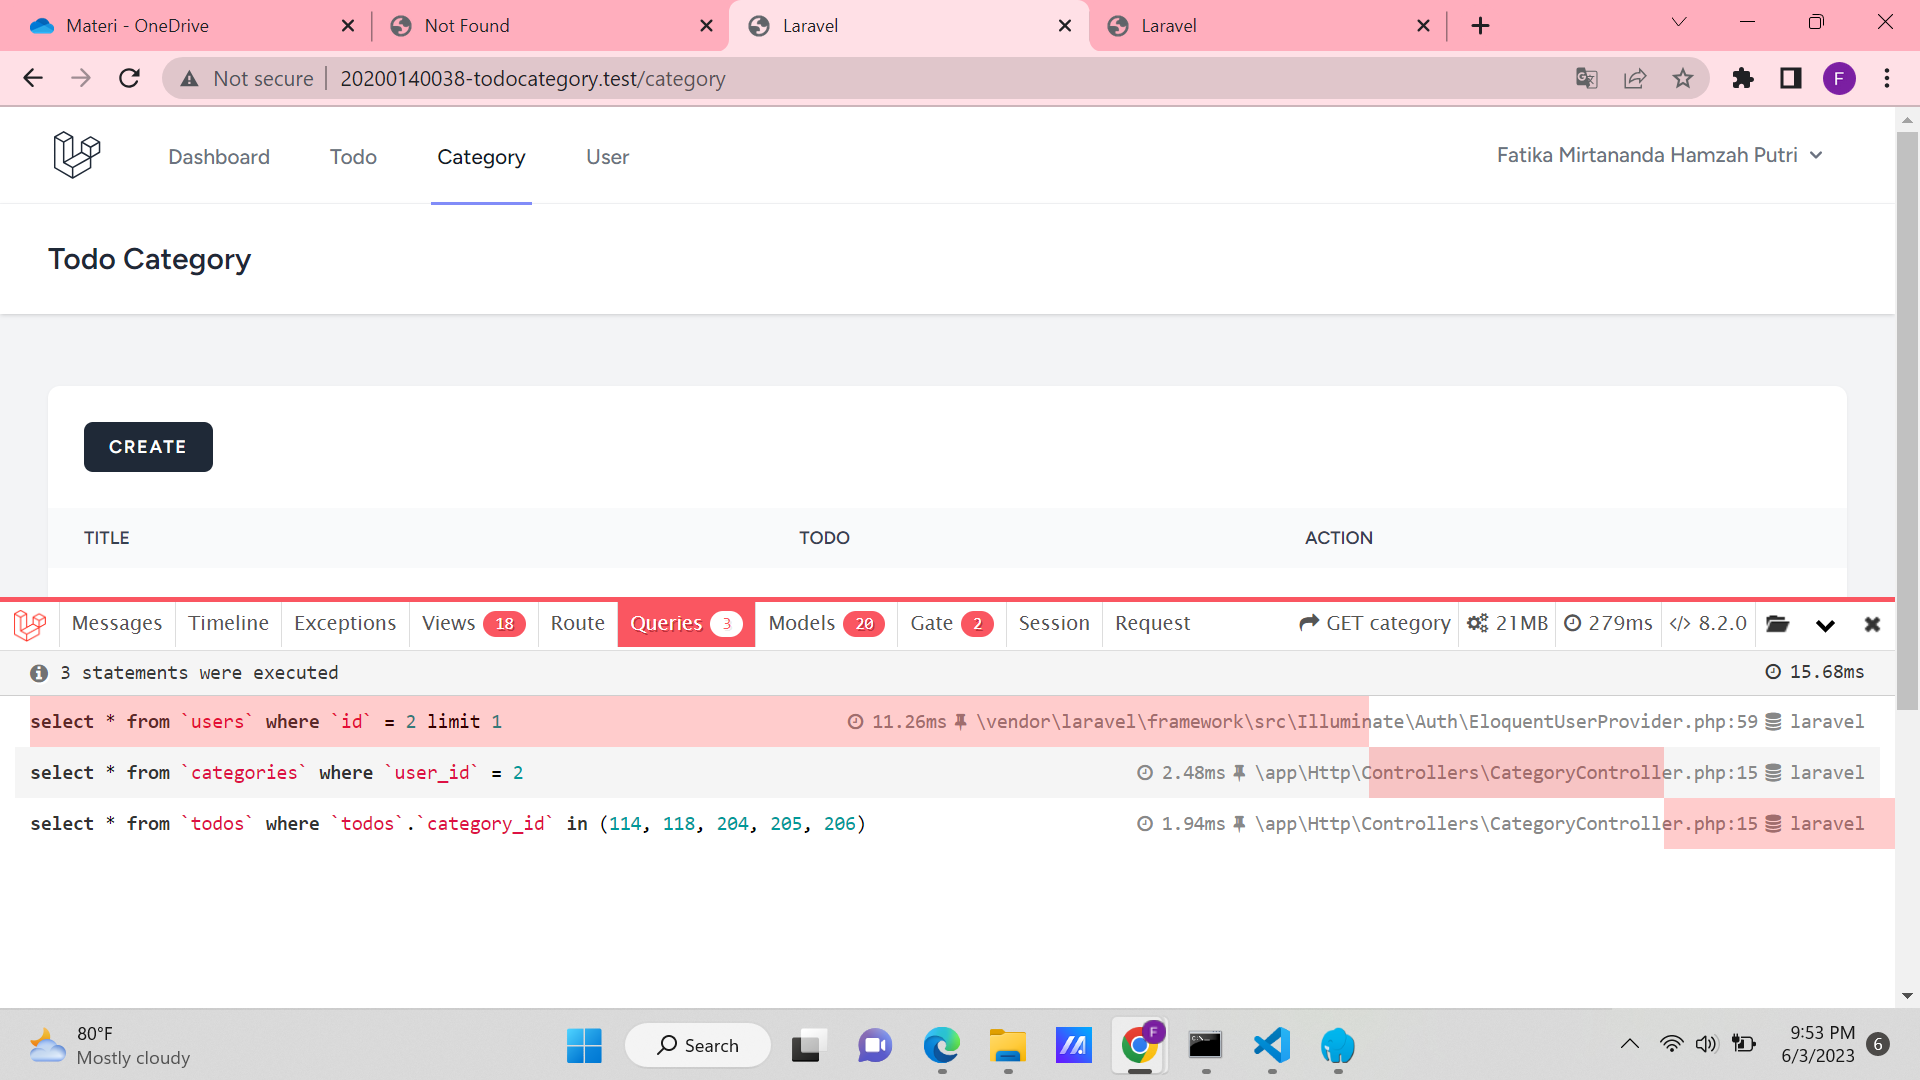 Materi - OneDrive
Not Found
Laravel
Laravel
Not secure
20200140038-todocategory.test/category
F
Dashboard
Todo
Category
User
Fatika Mirtananda Hamzah Putri
Todo Category
CREATE
TITLE
TODO
ACTION
Messages
Timeline
Exceptions
Views 18
Route
Queries 3
Models 20
Gate 2
Session
Request
GET category
21MB
279ms
</> 8.2.0
3 statements were executed
15.68ms
select * from `users` where `id` = 2 limit 1
11.26ms \vendor\laravel\framework\src\Illuminate\Auth\EloquentUserProvider.php:59 laravel
select * from `categories` where `user_id` = 2
2.48ms \app\Http\Controllers\CategoryController.php:15 laravel
select * from `todos` where `todos`.`category_id` in (114, 118, 204, 205, 206)
1.94ms \app\Http\Controllers\CategoryController.php:15 laravel
80°F
Mostly cloudy
Search
F
9:53 PM
6/3/2023
6